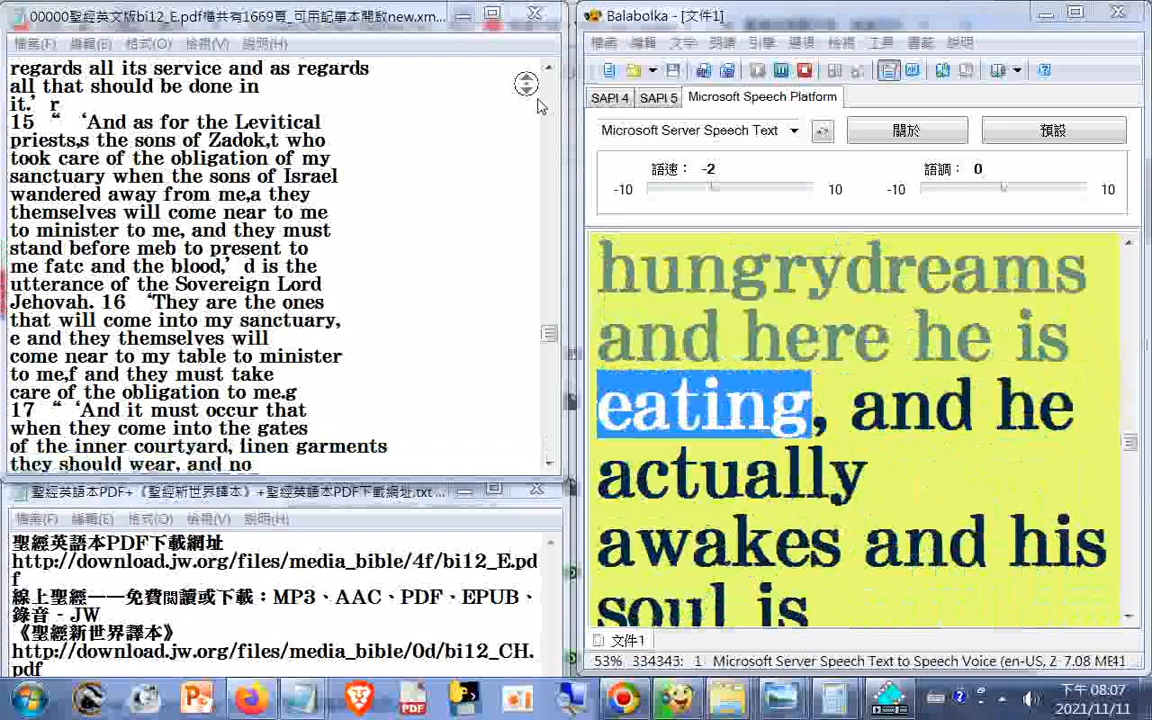 00000聖經英文版bi12_E.pdf檔共有1669頁_可用記事本開啟new.xm...
檔案(F) 編輯(E) 格式(O) 檢視(V) 說明(H)
regards all its service and as regards
all that should be done in
it.’ r
15 “ ‘And as for the Levitical
priests,s the sons of Zadok,t who
took care of the obligation of my
sanctuary when the sons of Israel
wandered away from me,a they
themselves will come near to me
to minister to me, and they must
stand before meb to present to
me fatc and the blood,’ d is the
utterance of the Sovereign Lord
Jehovah. 16 ‘They are the ones
that will come into my sanctuary,
e and they themselves will
come near to my table to minister
to me,f and they must take
care of the obligation to me.g
17 “ ‘And it must occur that
when they come into the gates
of the inner courtyard, linen garments
they should wear, and no
聖經英語本PDF+《聖經新世界譯本》+聖經英語本PDF下載網址.txt ...
檔案(F) 編輯(E) 格式(O) 檢視(V) 說明(H)
聖經英語本PDF下載網址
http://download.jw.org/files/media_bible/4f/bi12_E.pd
f
線上聖經——免費閱讀或下載：MP3、AAC、PDF、EPUB、
錄音 - JW
《聖經新世界譯本》
http://download.jw.org/files/media_bible/0d/bi12_CH.
pdf
Balabolka - [文件1]
檔案 編輯 文字 朗讀 引擎 選項 檢視 工具 書籤 說明
SAPI 4 SAPI 5 Microsoft Speech Platform
Microsoft Server Speech Text 關於 預設
語速： -2 語調： 0
-10 10 -10 10
hungrydreams
and here he is
eating, and he
actually
awakes and his
soul is
文件1
53% 334343: 1 Microsoft Server Speech Text to Speech Voice (en-US, Z 7.08 ME41
下午 08:07
2021/11/11